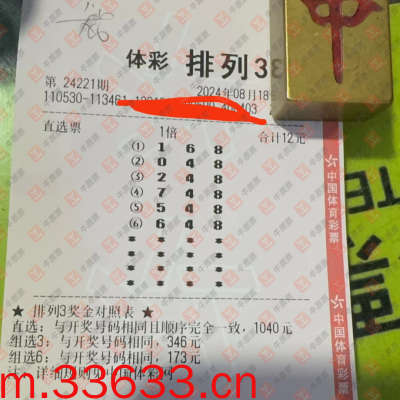 体彩 排列3
第 24221期 2024年08月18
110530-113461 403
直选票 1倍 合计12元
① 1 6 8
② 0 4 8
③ 2 4 8
④ 7 4 8
⑤ 5 4 8
⑥ 6 4 8
* * *
* * *
* * *
* * *
★ 排列3奖金对照表 ★
直选：与开奖号码相同且顺序完全一致，1040元
组选3：与开奖号码相同，346元
组选6：与开奖号码相同，173元
m.33633.cn
中国体育彩票
中国体育彩票
中
牛图票